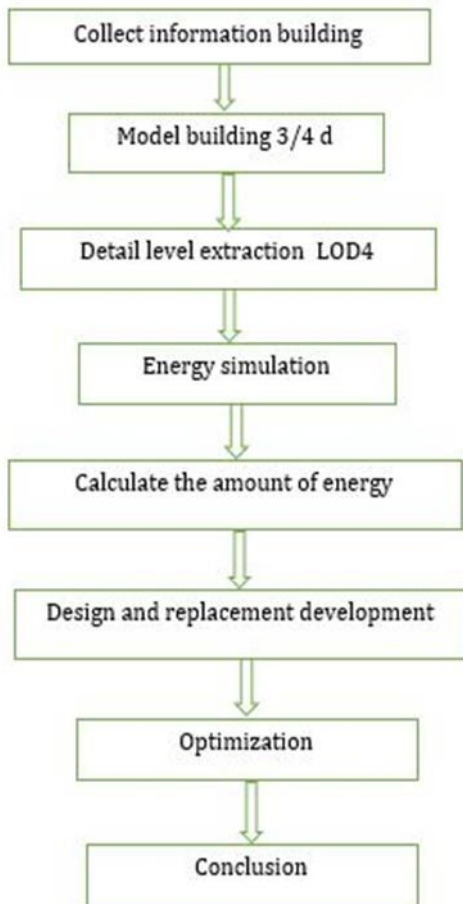 Collect information building
Model building 3/4 d
Detail level extraction LOD4
Energy simulation
Calculate the amount of energy
Design and replacement development
Optimization
Conclusion